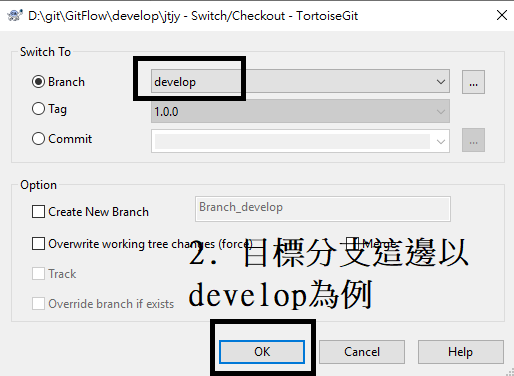 D:\git\GitFlow\develop\jtjy - Switch/Checkout - TortoiseGit
Switch To
Branch
develop
...
Tag
1.0.0
Commit
...
Option
Create New Branch
Branch_develop
Overwrite working tree changes (force)
Merge
2. 目標分支這邊以
Track
develop為例
Override branch if exists
OK
Cancel
Help